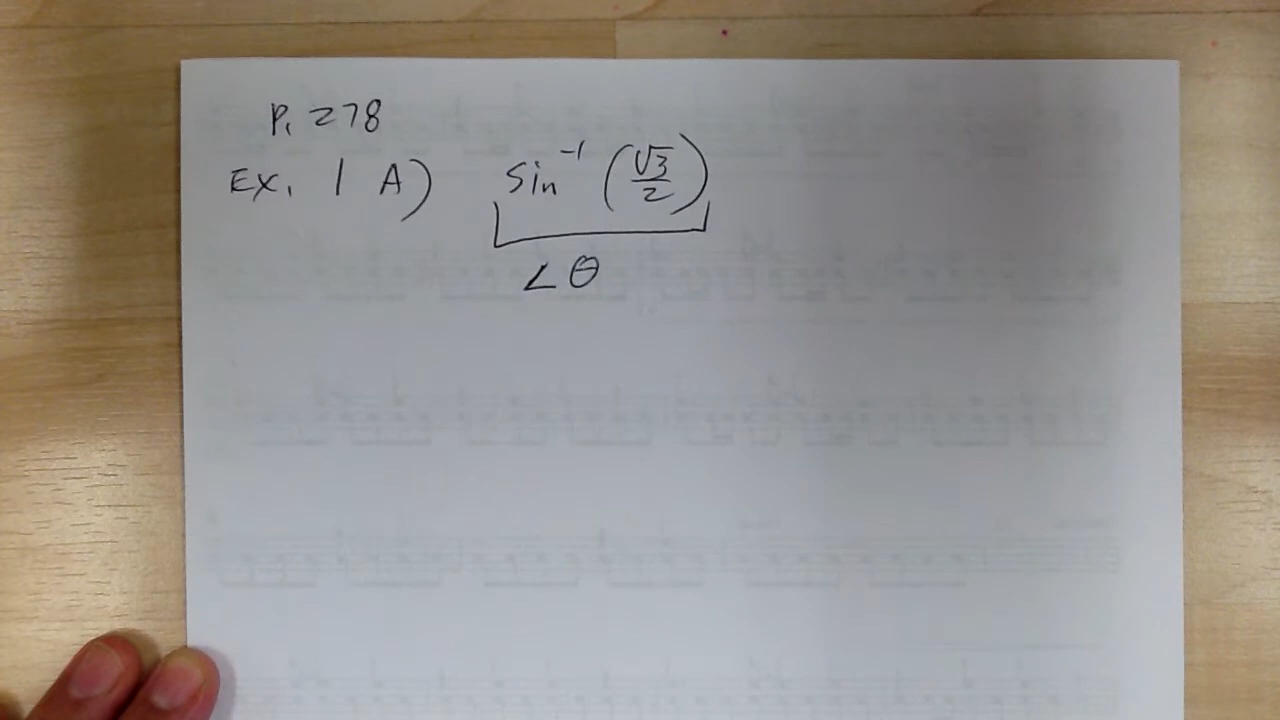 P. 278
Ex. 1 A) sin⁻¹ (√3/2)
∠θ